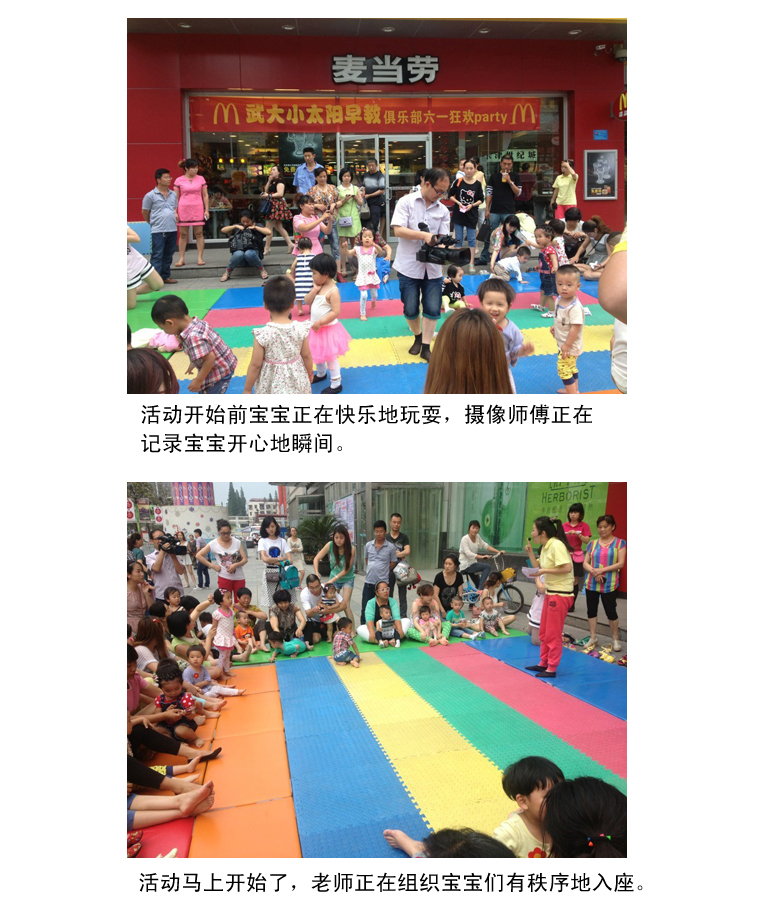 麦当劳
武大小太阳早教俱乐部六一狂欢party
活动开始前宝宝正在快乐地玩耍，摄像师傅正在
记录宝宝开心地瞬间。
HERBORIST
活动马上开始了，老师正在组织宝宝们有秩序地入座。